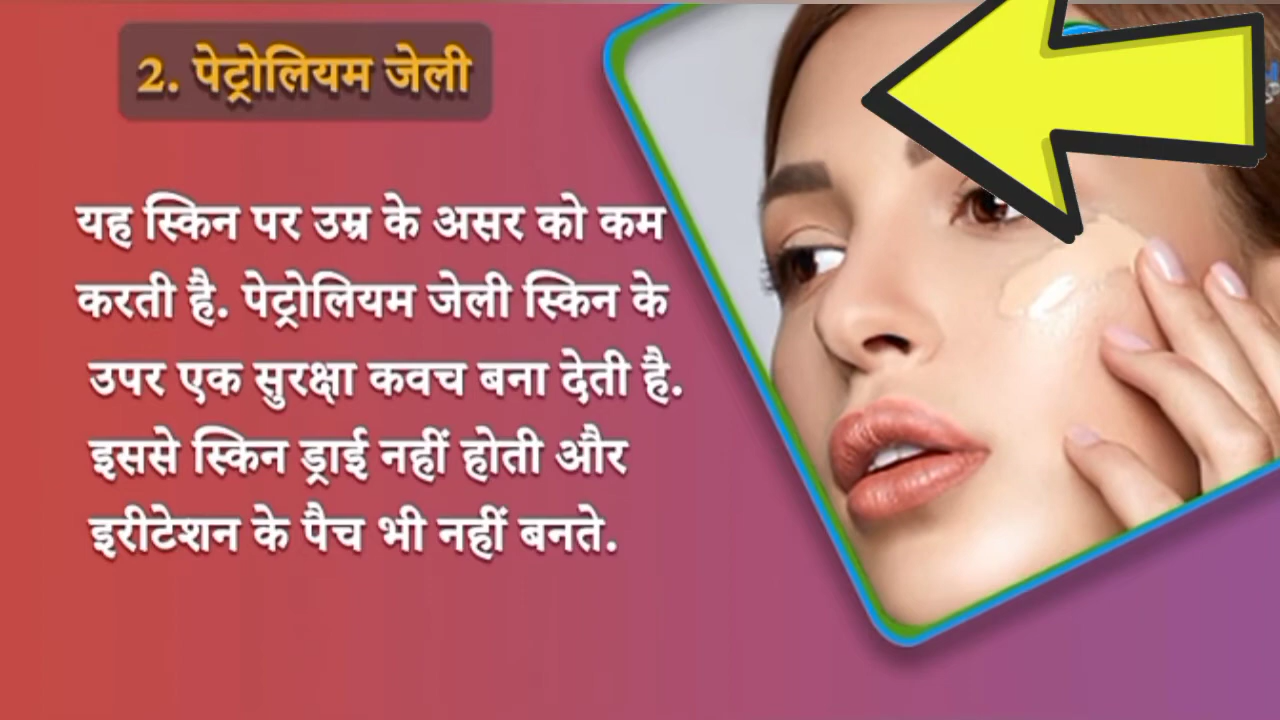 2. पेट्रोलियम जेली
यह स्किन पर उम्र के असर को कम
करती है. पेट्रोलियम जेली स्किन के
उपर एक सुरक्षा कवच बना देती है.
इससे स्किन ड्राई नहीं होती और
इरीटेशन के पैच भी नहीं बनते.